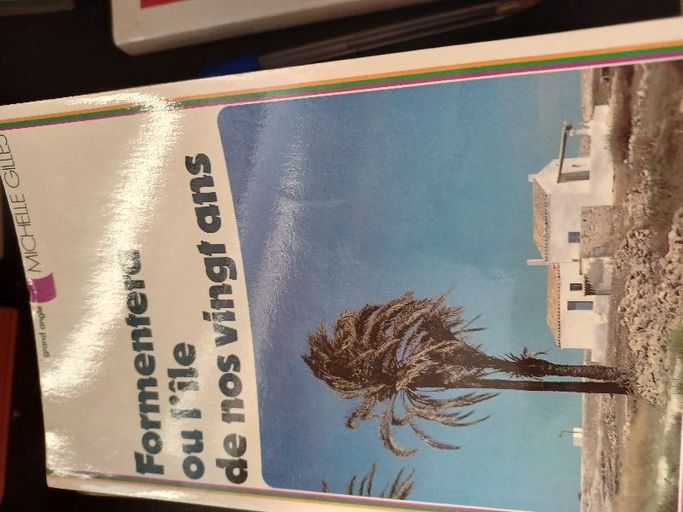 grand angle
MICHELLE GILLES
Formentera
ou l'île
de nos vingt ans